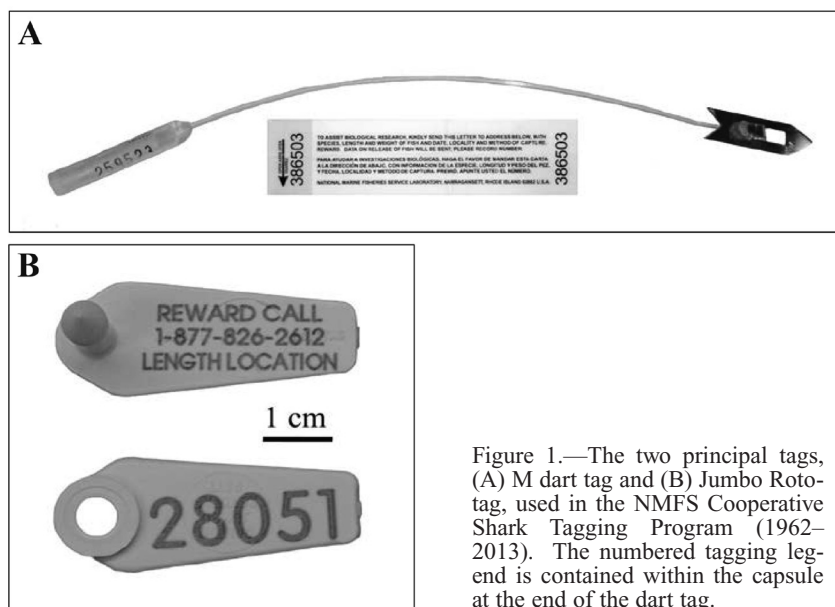 A
259523
386503
TO ASSIST BIOLOGICAL RESEARCH, KINDLY SEND THIS LETTER TO ADDRESS BELOW, WITH
SPECIES, LENGTH AND WEIGHT OF FISH AND DATE, LOCALITY AND METHOD OF CAPTURE.
REWARD. DATA ON RELEASE OF FISH WILL BE SENT, PLEASE RECORD NUMBER.
PARA AYUDAR A INVESTIGACIONES BIOLÓGICAS, HAGA EL FAVOR DE MANDAR ESTA CARTA
A LA DIRECCIÓN DE ABAJO, CON INFORMACIÓN DE LA ESPECIE, LONGITUD Y PESO DEL PEZ,
Y FECHA, LOCALIDAD Y METODO DE CAPTURA. PREMIO. APUNTE USTED EL NÚMERO.
NATIONAL MARINE FISHERIES SERVICE LABORATORY, NARRAGANSETT, RHODE ISLAND 02882 U.S.A.
386503
B
REWARD CALL
1-877-826-2612
LENGTH LOCATION
1 cm
28051
Figure 1.—The two principal tags,
(A) M dart tag and (B) Jumbo Roto-
tag, used in the NMFS Cooperative
Shark Tagging Program (1962–
2013). The numbered tagging leg-
end is contained within the capsule
at the end of the dart tag.